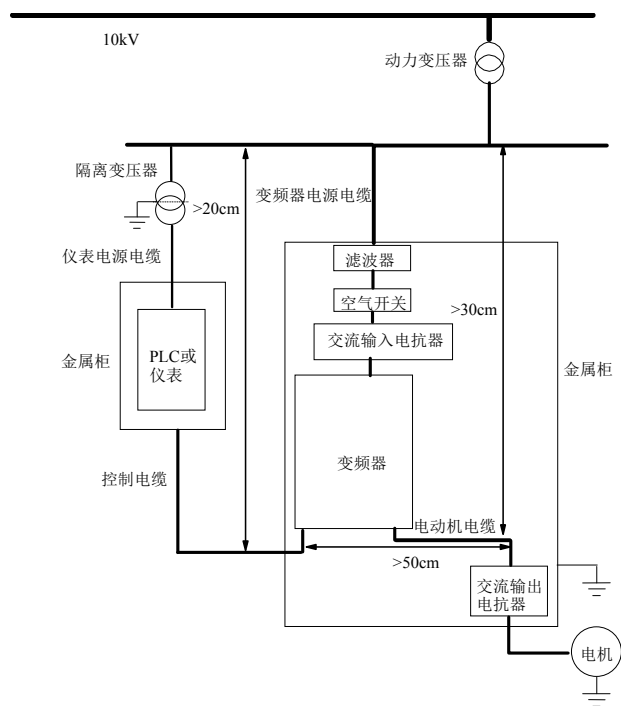 10kV
动力变压器
隔离变压器
>20cm
变频器电源电缆
仪表电源电缆
滤波器
空气开关
>30cm
交流输入电抗器
金属柜
PLC或
仪表
金属柜
变频器
控制电缆
电动机电缆
>50cm
交流输出
电抗器
电机